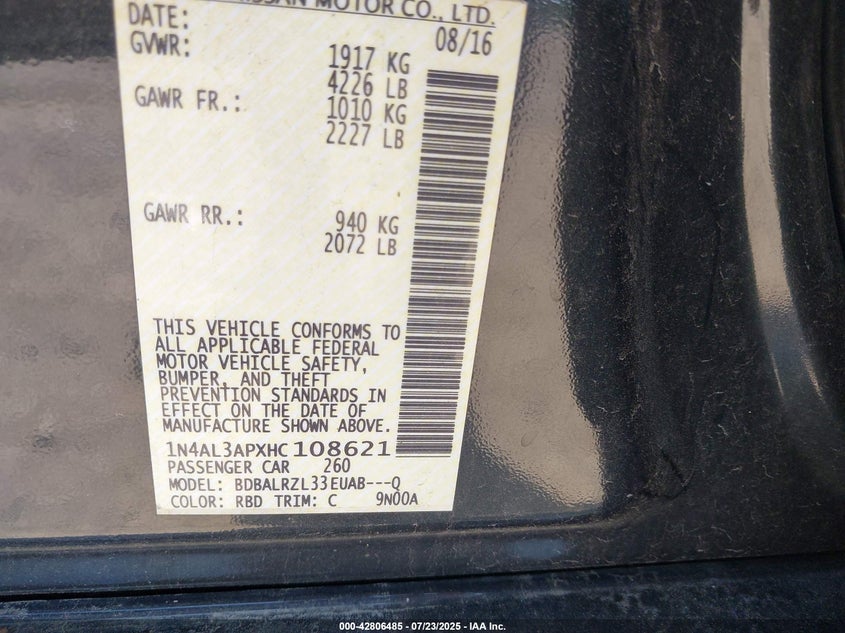 MOTOR CO., LTD.
DATE: 08/16
GVWR: 1917 KG
4226 LB
GAWR FR.: 1010 KG
2227 LB
GAWR RR.: 940 KG
2072 LB
THIS VEHICLE CONFORMS TO
ALL APPLICABLE FEDERAL
MOTOR VEHICLE SAFETY,
BUMPER, AND THEFT
PREVENTION STANDARDS IN
EFFECT ON THE DATE OF
MANUFACTURE SHOWN ABOVE.
1N4AL3APXHC108621
PASSENGER CAR 260
MODEL: BDBALRZL33EUAB---Q
COLOR: RBD TRIM: C 9N00A
000-42806485 - 07/23/2025 - IAA Inc.